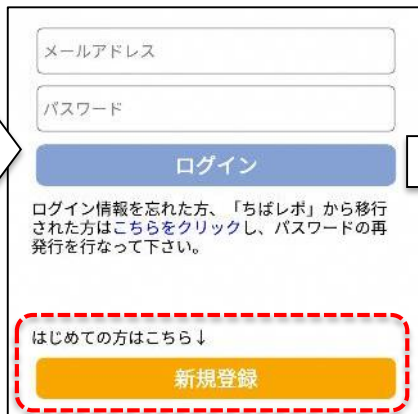 メールアドレス
パスワード
ログイン
ログイン情報を忘れた方、「ちばレポ」から移行
された方はこちらをクリックし、パスワードの再
発行を行なって下さい。
はじめての方はこちら↓
新規登録